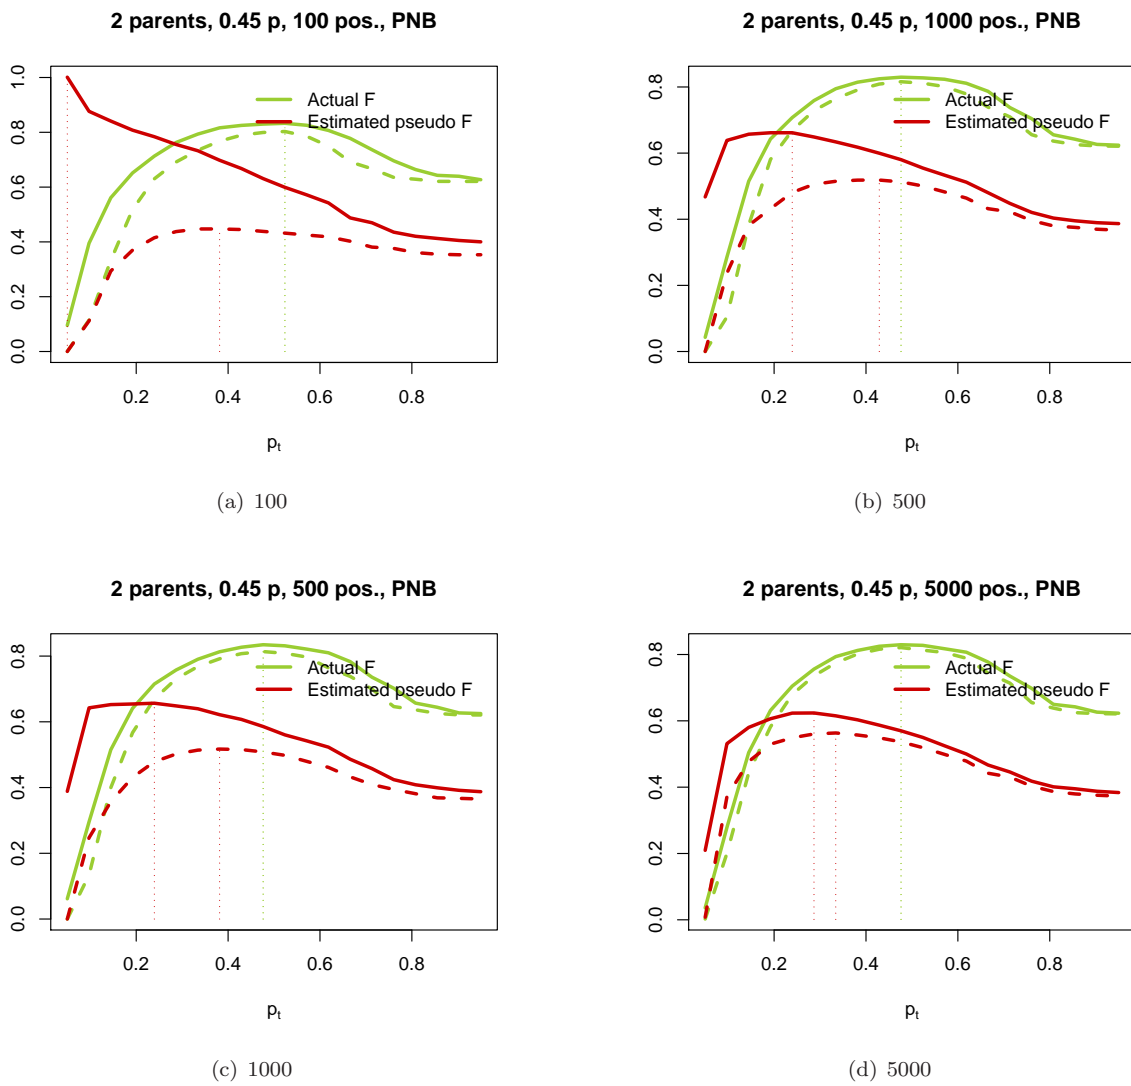 2 parents, 0.45 p, 100 pos., PNB
Actual F
Estimated pseudo F
0.0 0.2 0.4 0.6 0.8 1.0
0.2 0.4 0.6 0.8
pt
(a) 100
2 parents, 0.45 p, 1000 pos., PNB
Actual F
Estimated pseudo F
0.0 0.2 0.4 0.6 0.8
0.2 0.4 0.6 0.8
pt
(b) 500
2 parents, 0.45 p, 500 pos., PNB
Actual F
Estimated pseudo F
0.0 0.2 0.4 0.6 0.8
0.2 0.4 0.6 0.8
pt
(c) 1000
2 parents, 0.45 p, 5000 pos., PNB
Actual F
Estimated pseudo F
0.0 0.2 0.4 0.6 0.8
0.2 0.4 0.6 0.8
pt
(d) 5000